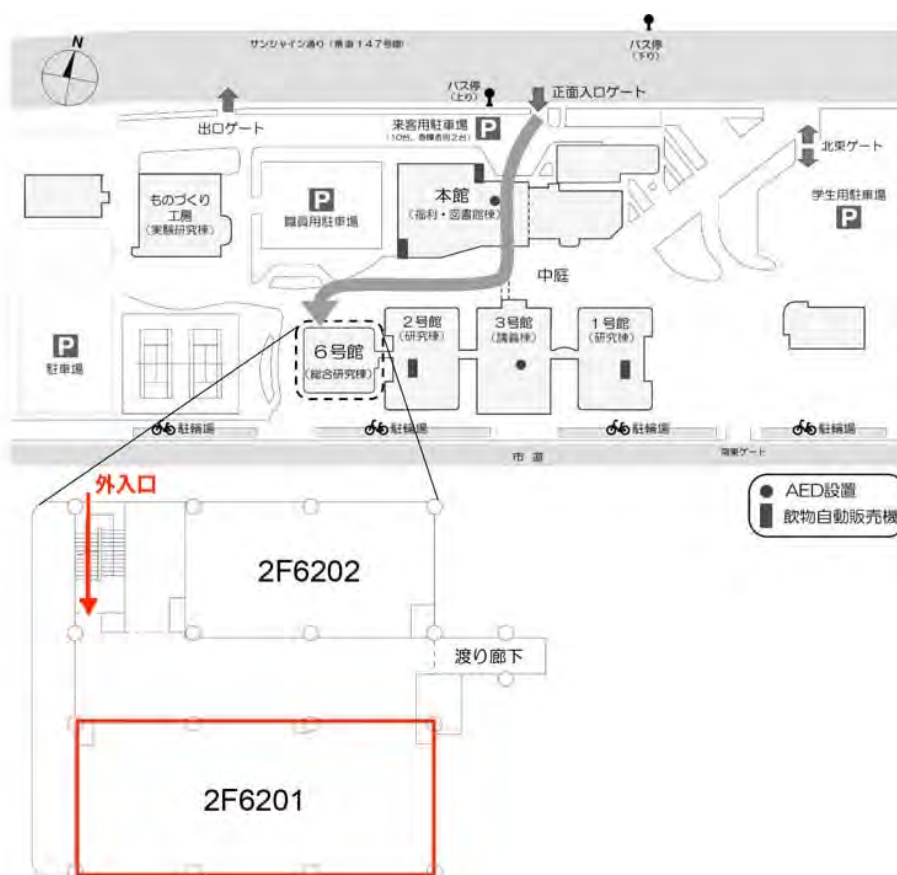 N
サンシャイン通り(県道147号線)
バス停
(下り)
バス停
(上り)
正面入口ゲート
出口ゲート
来客用駐車場
P
北東ゲート
ものづくり
工房
(実験研究棟)
P
職員用駐車場
本館
(福利・図書館棟)
学生用駐車場
P
中庭
P
駐車場
6号館
(総合研究棟)
2号館
(研究棟)
3号館
(講義棟)
1号館
(研究棟)
駐輪場
駐輪場
駐輪場
駐輪場
市道
外入口
AED設置
飲物自動販売機
2F6202
渡り廊下
2F6201